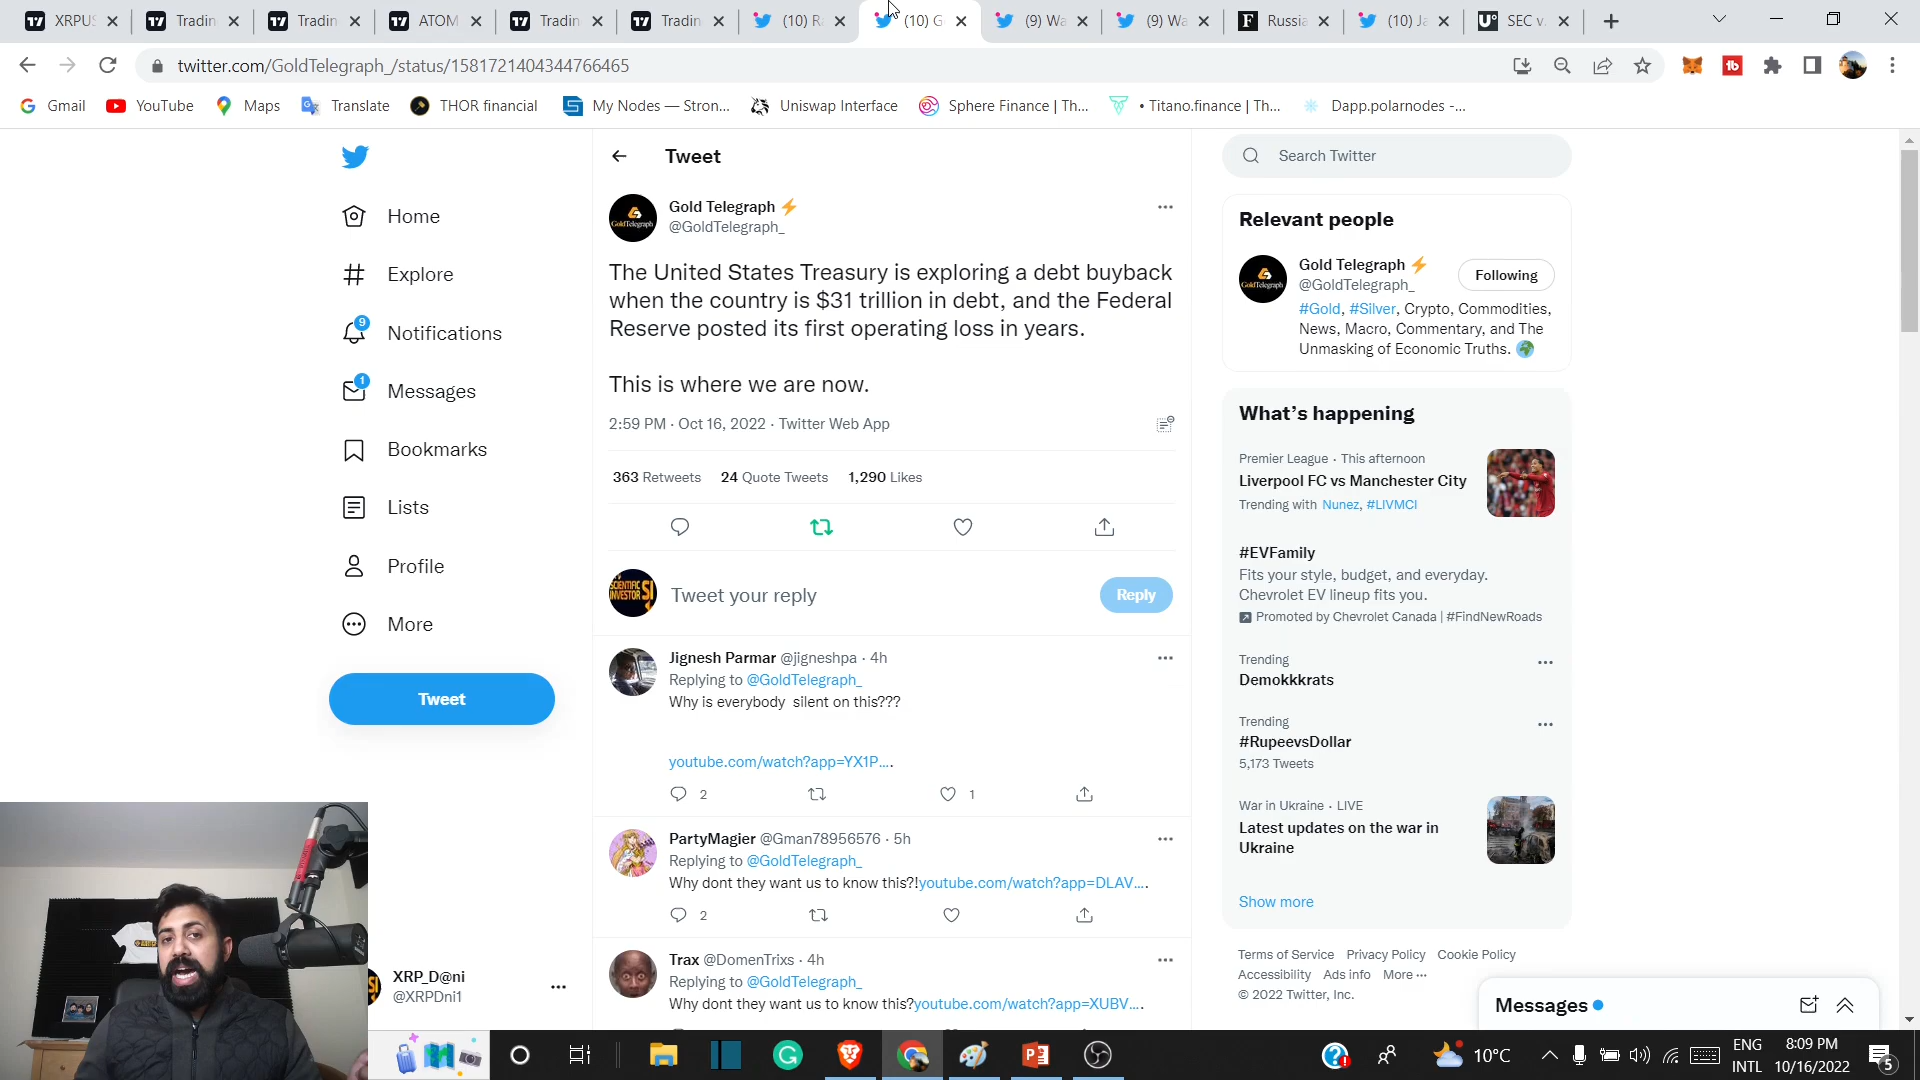 XRPUS
Tradin
Tradin
ATOM
Tradin
Tradin
(10) R
(10) G
(9) Wa
(9) Wa
Russia
(10) Ja
SEC v.
twitter.com/GoldTelegraph_/status/1581721404344766465
Gmail
YouTube
Maps
Translate
THOR financial
My Nodes — Stron...
Uniswap Interface
Sphere Finance | Th...
• Titano.finance | Th...
Dapp.polarnodes -...
Home
Explore
9
Notifications
1
Messages
Bookmarks
Lists
Profile
More
Tweet
XRP_D@ni
@XRPDni1
Tweet
Gold Telegraph
@GoldTelegraph_
The United States Treasury is exploring a debt buyback
when the country is $31 trillion in debt, and the Federal
Reserve posted its first operating loss in years.
This is where we are now.
2:59 PM · Oct 16, 2022 · Twitter Web App
363 Retweets 24 Quote Tweets 1,290 Likes
SCIENTIFIC
INVESTOR SI
Tweet your reply
Reply
Jignesh Parmar @jigneshpa · 4h
Replying to @GoldTelegraph_
Why is everybody silent on this???
youtube.com/watch?app=YX1P....
2
1
PartyMagier @Gman78956576 · 5h
Replying to @GoldTelegraph_
Why dont they want us to know this?!youtube.com/watch?app=DLAV....
2
Trax @DomenTrixs · 4h
Replying to @GoldTelegraph_
Why dont they want us to know this?youtube.com/watch?app=XUBV....
Search Twitter
Relevant people
Gold Telegraph
@GoldTelegraph_
Following
#Gold, #Silver, Crypto, Commodities,
News, Macro, Commentary, and The
Unmasking of Economic Truths.
What's happening
Premier League · This afternoon
Liverpool FC vs Manchester City
Trending with Nunez, #LIVMCI
#EVFamily
Fits your style, budget, and everyday.
Chevrolet EV lineup fits you.
Promoted by Chevrolet Canada | #FindNewRoads
Trending
Demokkkrats
Trending
#RupeevsDollar
5,173 Tweets
War in Ukraine · LIVE
Latest updates on the war in
Ukraine
Show more
Terms of Service Privacy Policy Cookie Policy
Accessibility Ads info More ···
© 2022 Twitter, Inc.
Messages
10°C
ENG
INTL
8:09 PM
10/16/2022
5